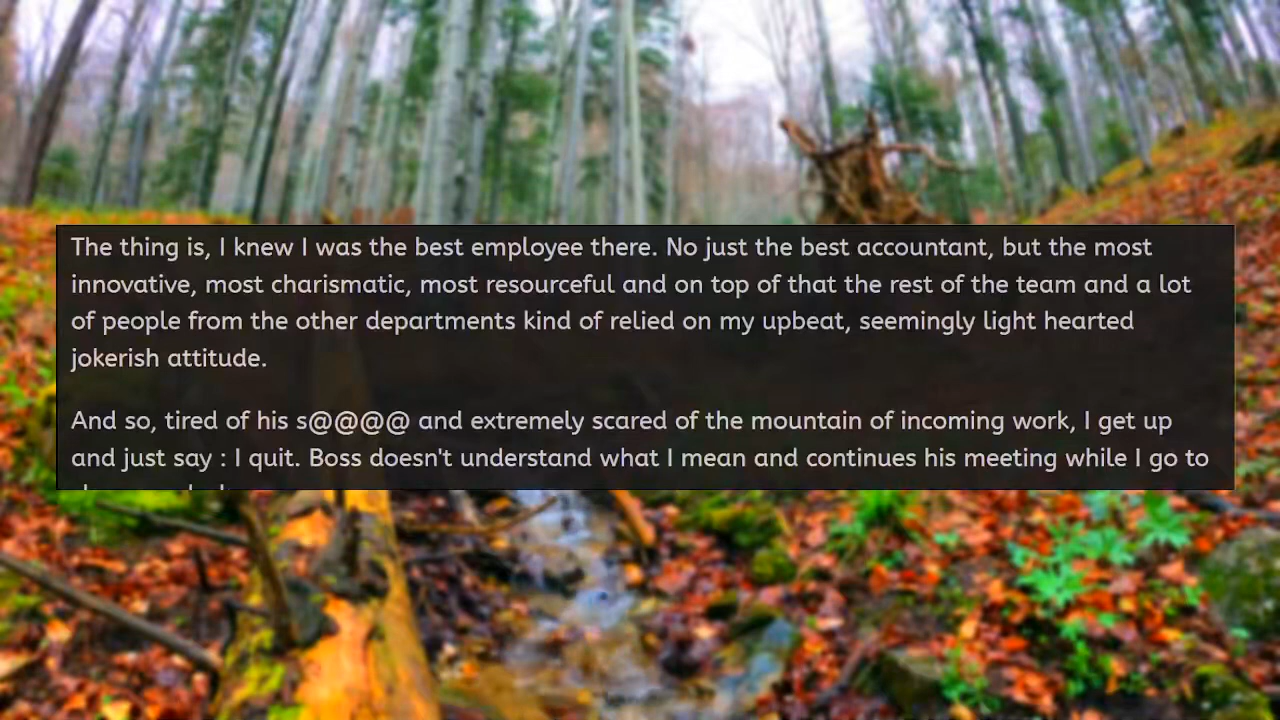 The thing is, I knew I was the best employee there. No just the best accountant, but the most
innovative, most charismatic, most resourceful and on top of that the rest of the team and a lot
of people from the other departments kind of relied on my upbeat, seemingly light hearted
jokerish attitude.
And so, tired of his s@@@@ and extremely scared of the mountain of incoming work, I get up
and just say : I quit. Boss doesn't understand what I mean and continues his meeting while I go to